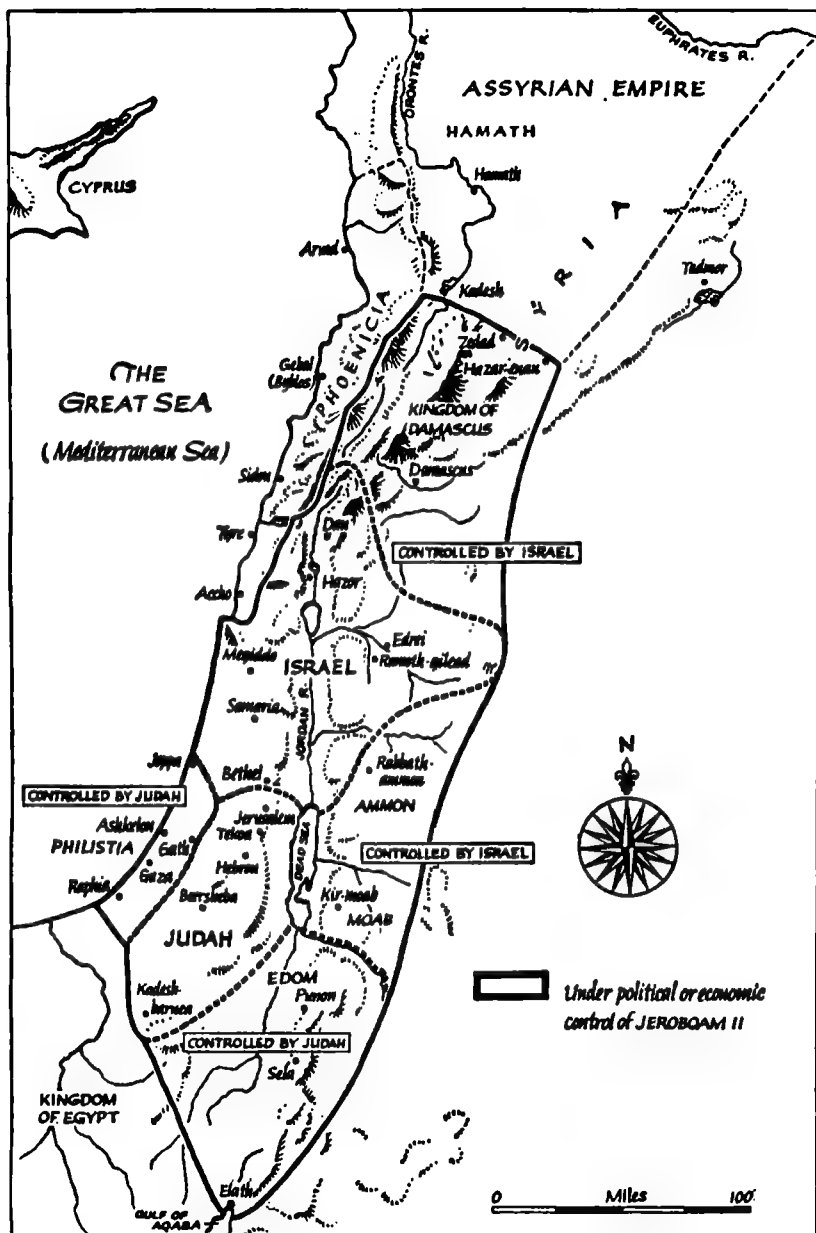 EUPHRATES R.
ORONTES R.
ASSYRIAN EMPIRE
HAMATH
Hamath
CYPRUS
Arvad
SYRIA
Tadmor
Kadesh
PHOENICIA
Zedad
Hazar-enan
Gebal
(Byblos)
THE
GREAT SEA
(Mediterranean Sea)
KINGDOM OF
DAMASCUS
Damascus
Sidon
Tyre
Dan
CONTROLLED BY ISRAEL
Hazor
Accho
Edrei
Ramoth-gilead
Megiddo
ISRAEL
Samaria
JORDAN R.
N
Joppa
Bethel
Rabbath-
ammon
AMMON
CONTROLLED BY JUDAH
Jerusalem
Ashkelon
Tekoa
PHILISTIA
Gath
DEAD SEA
CONTROLLED BY ISRAEL
Gaza
Hebron
Raphia
Beersheba
Kir-moab
MOAB
JUDAH
EDOM
Kadesh-
barnea
Punon
Under political or economic
control of JEROBOAM II
CONTROLLED BY JUDAH
Sela
KINGDOM
OF EGYPT
Elath
GULF OF
AQABA
0 Miles 100